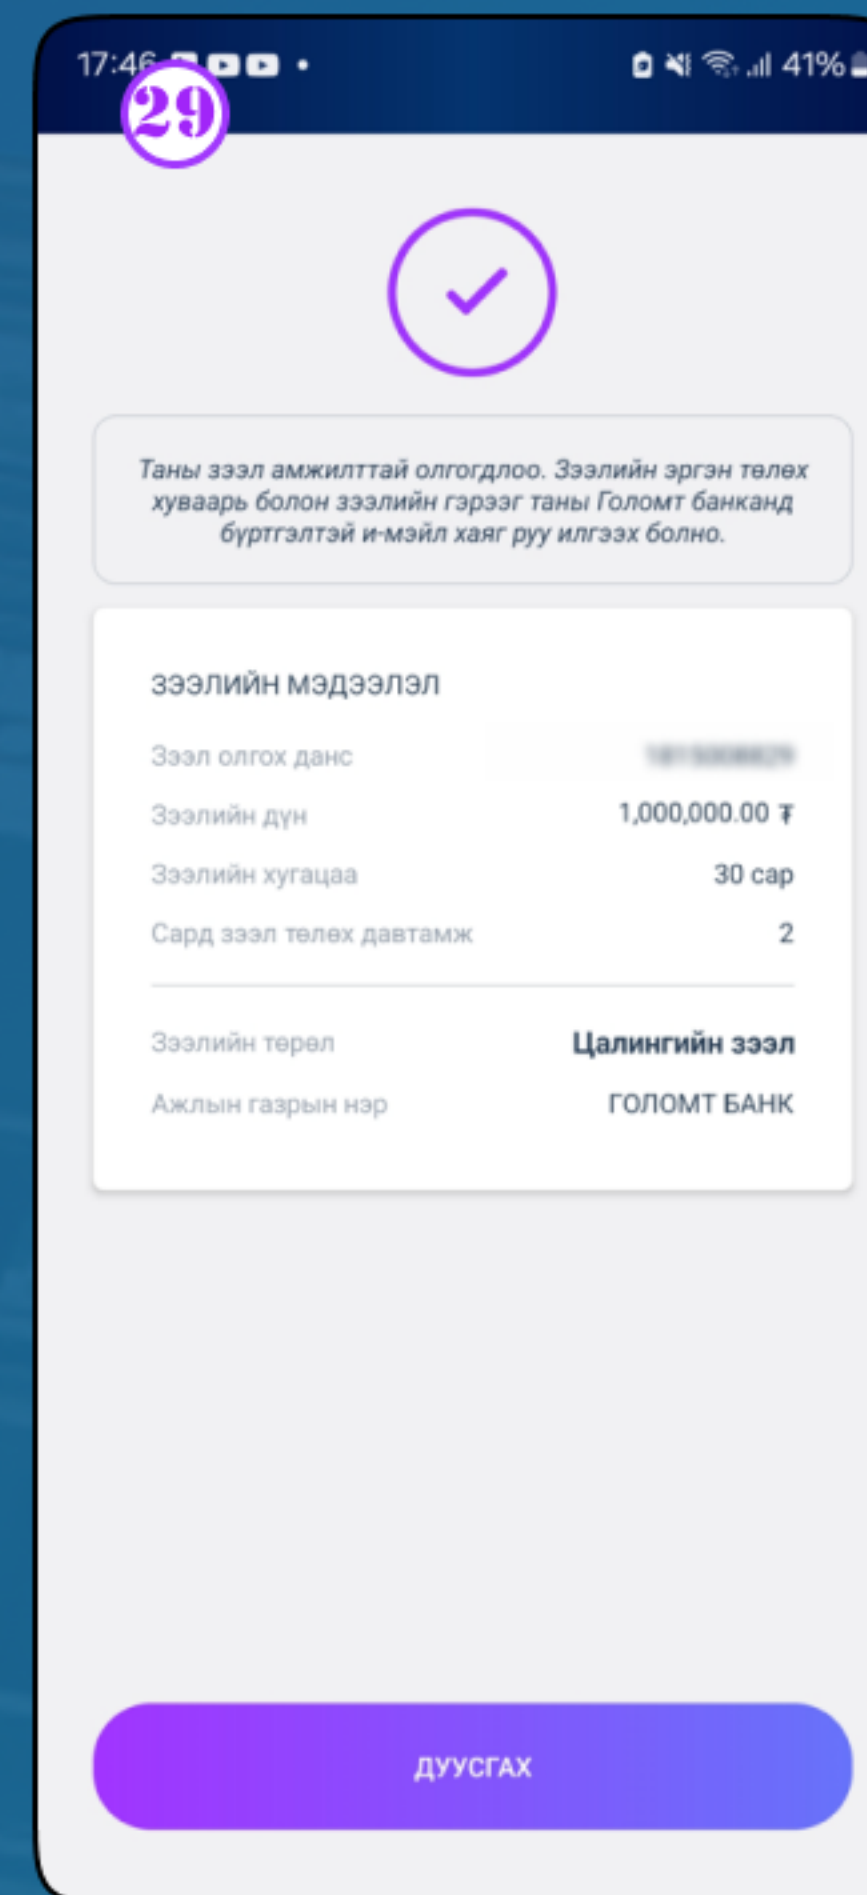 17:46
41%
29
Таны зээл амжилттай олгогдлоо. Зээлийн эргэн төлөх
хуваарь болон зээлийн гэрээг таны Голомт банканд
бүртгэлтэй и-мэйл хаяг руу илгээх болно.
ЗЭЭЛИЙН МЭДЭЭЛЭЛ
Зээл олгох данс
Зээлийн дүн 1,000,000.00 ₮
Зээлийн хугацаа 30 сар
Сард зээл төлөх давтамж 2
Зээлийн төрөл Цалингийн зээл
Ажлын газрын нэр ГОЛОМТ БАНК
ДУУСГАХ